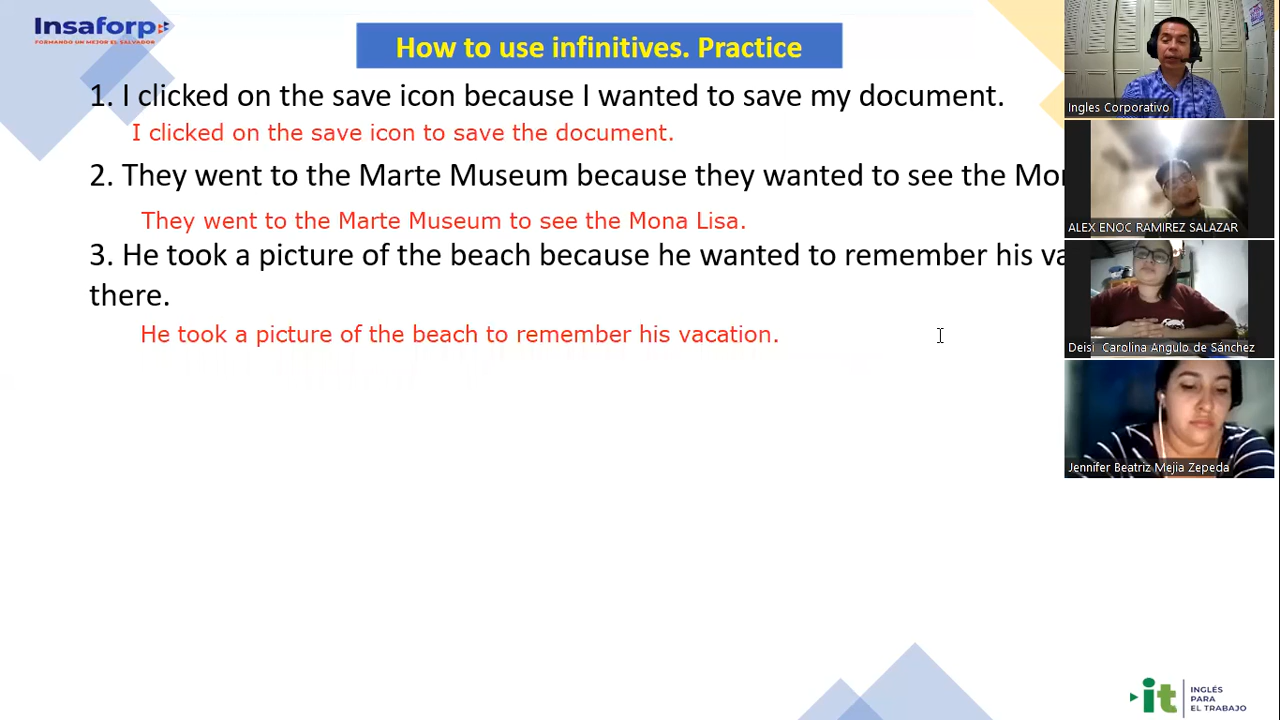 Insaforp
FORMANDO UN MEJOR EL SALVADOR
How to use infinitives. Practice
1. I clicked on the save icon because I wanted to save my document.
I clicked on the save icon to save the document.
2. They went to the Marte Museum because they wanted to see the
They went to the Marte Museum to see the Mona Lisa.
3. He took a picture of the beach because he wanted to remember his
there.
He took a picture of the beach to remember his vacation.
Ingles Corporativo
ALEX ENOC RAMIREZ SALAZAR
Deisi Carolina Angulo de Sánchez
Jennifer Beatriz Mejia Zepeda
it
INGLÉS
PARA
EL TRABAJO